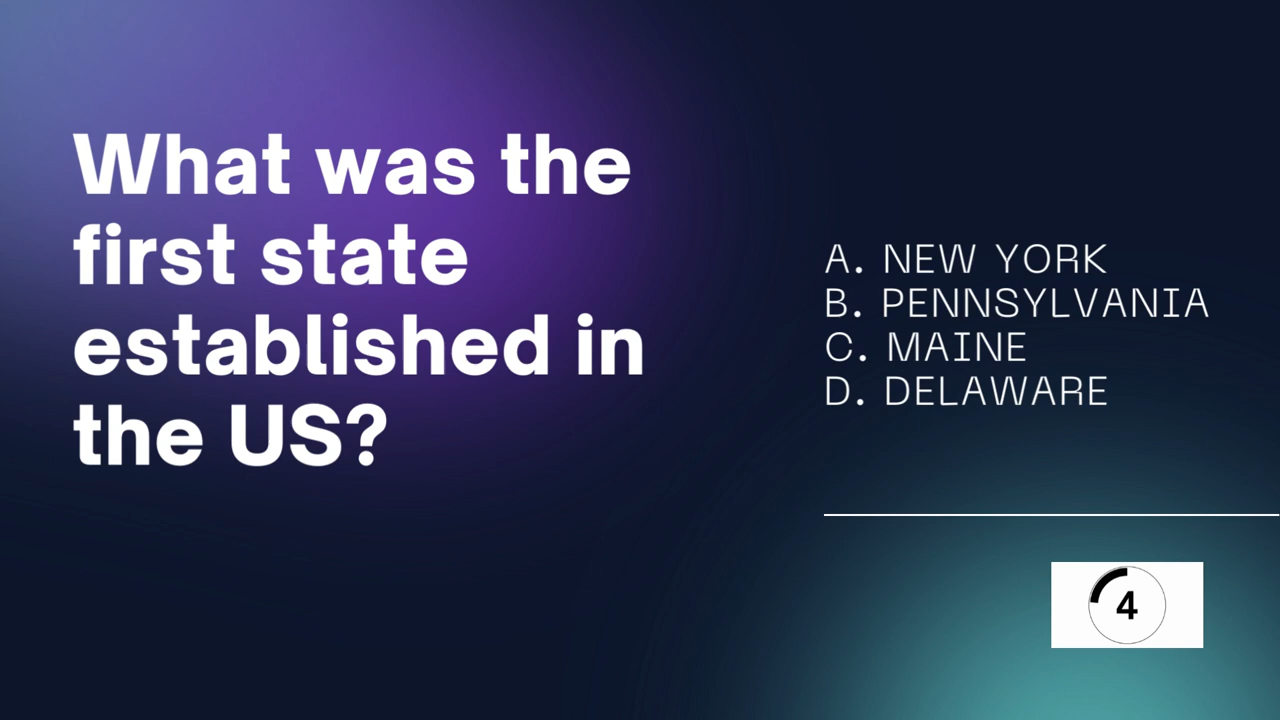 What was the
first state
established in
the US?
A. NEW YORK
B. PENNSYLVANIA
C. MAINE
D. DELAWARE
4